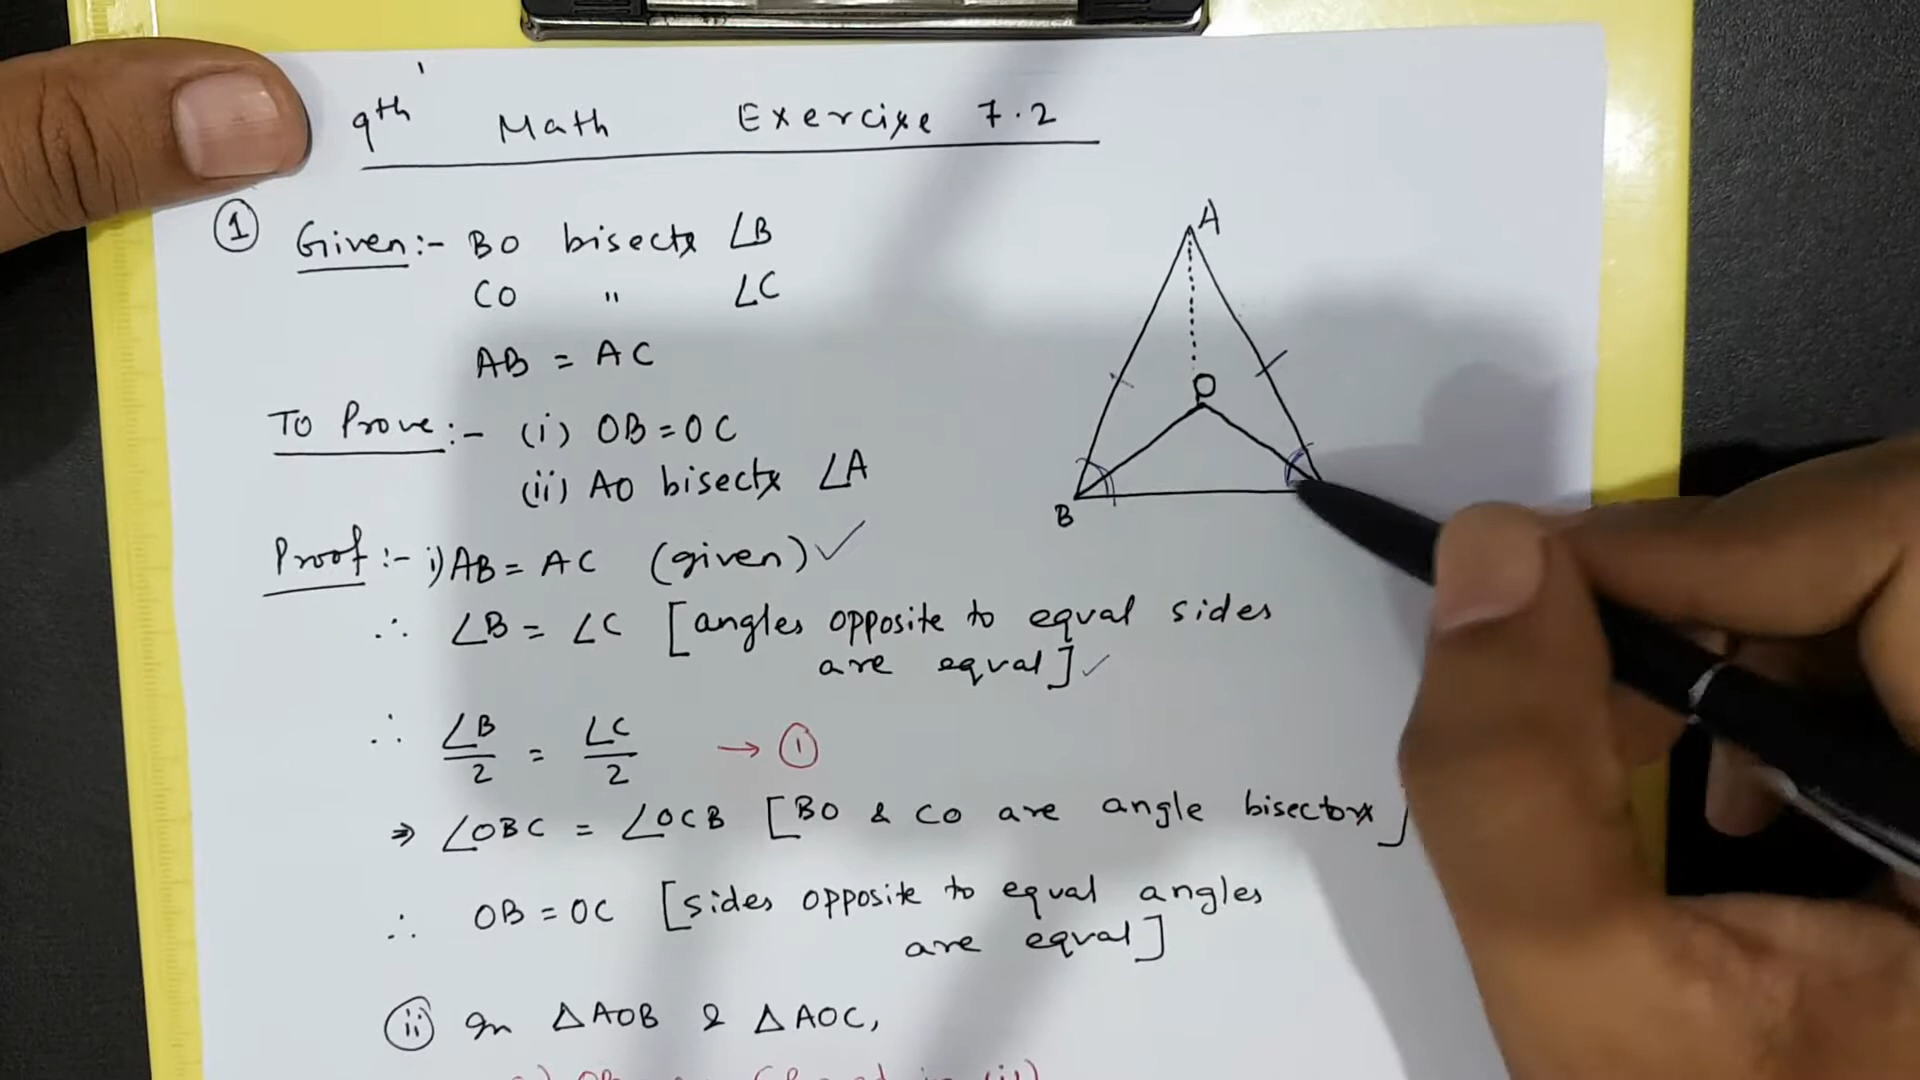 9th Math Exercise 7.2
1 Given:- BO bisects ∠B
CO " ∠C
AB = AC
To Prove:- (i) OB = OC
(ii) AO bisects ∠A
Proof:- i) AB = AC (given) ✓
∴ ∠B = ∠C [angles opposite to equal sides
are equal] ✓
∴ ∠B/2 = ∠C/2 → 1
⇒ ∠OBC = ∠OCB [BO & CO are angle bisectors]
∴ OB = OC [sides opposite to equal angles
are equal]
ii In △AOB & △AOC,
A
O
B